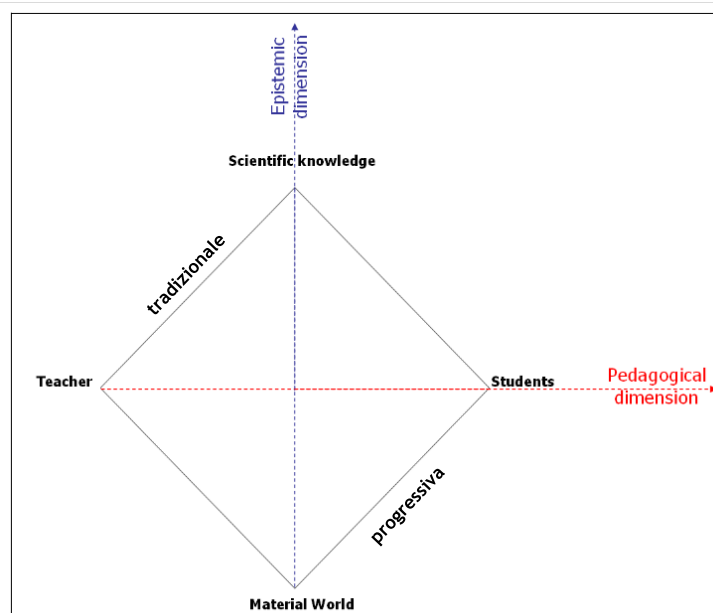 Epistemic
dimension
Scientific knowledge
tradizionale
Teacher
Students
Pedagogical
dimension
progressiva
Material World